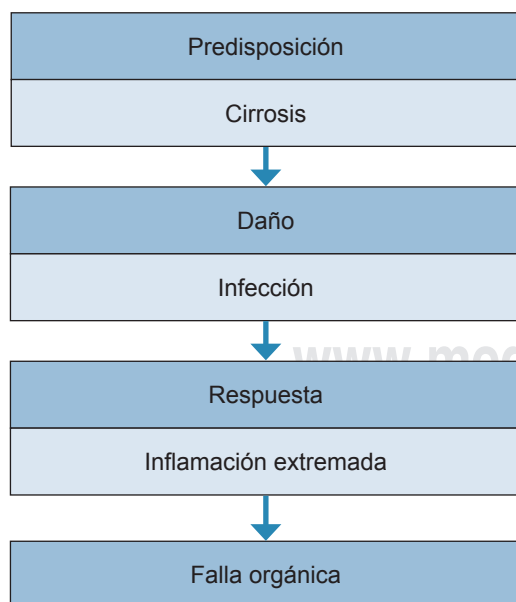 Predisposición
Cirrosis
Daño
Infección
Respuesta
Inflamación extremada
Falla orgánica